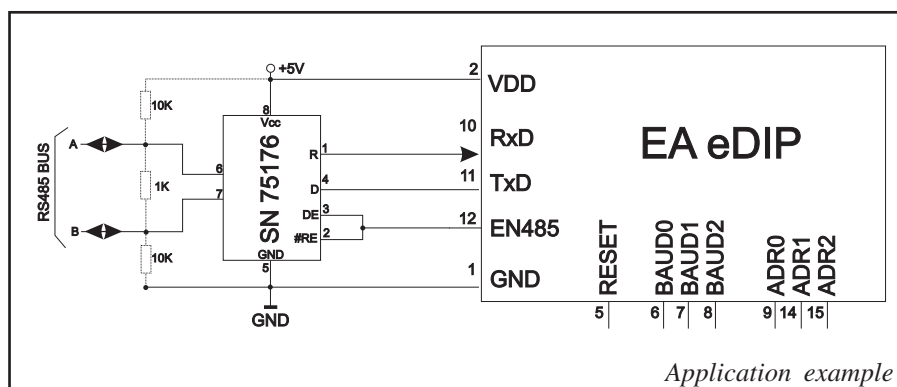 +5V
2
VDD
10K
8
Vcc
10
RxD
EA eDIP
RS485 BUS
A
6
SN 75176
R
1
1K
7
D
4
11
TxD
DE
3
B
#RE
2
12
EN485
10K
GND
5
1
GND
GND
RESET
BAUD0
BAUD1
BAUD2
ADR0
ADR1
ADR2
5
6
7
8
9
14
15
Application example